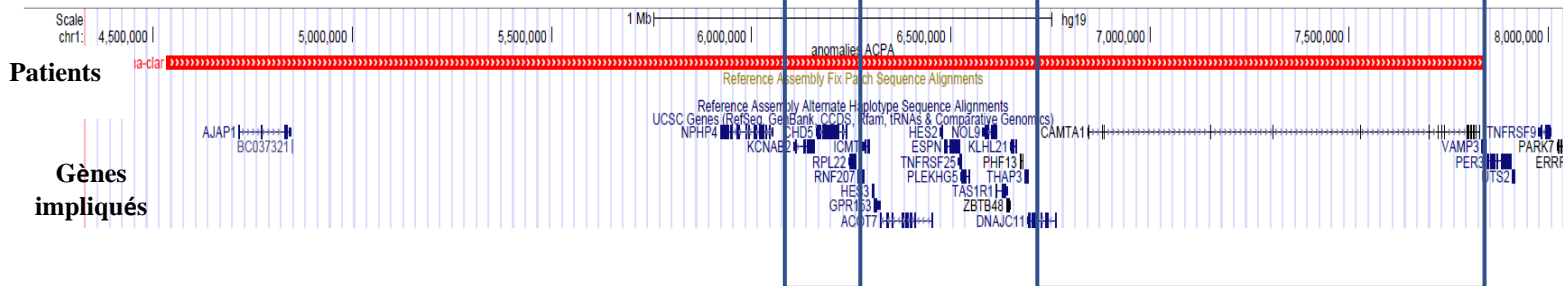 Scale 1 Mb hg19
chr1: 4,500,000 5,000,000 5,500,000 6,000,000 6,500,000 7,000,000 7,500,000 8,000,000
anomalies ACPA
Patients
Reference Assembly Fix Patch Sequence Alignments
Reference Assembly Alternate Haplotype Sequence Alignments
UCSC Genes (RefSeq, GenBank, CCDS, Rfam, tRNAs & Comparative Genomics)
AJAP1 NPHP4 CHD5 HES2 NOL9 CAMTA1 TNFRSF9
BC037321 KCNAB2 ICMT ESPN KLHL21 VAMP3 PARK7
RPL22 TNFRSF25 PHF13 PER3
Gènes
RNF207 PLEKHG5 THAP3 UTS2
HES3 TAS1R1
impliqués
GPR153 ZBTB48
ACOT7 DNAJC11